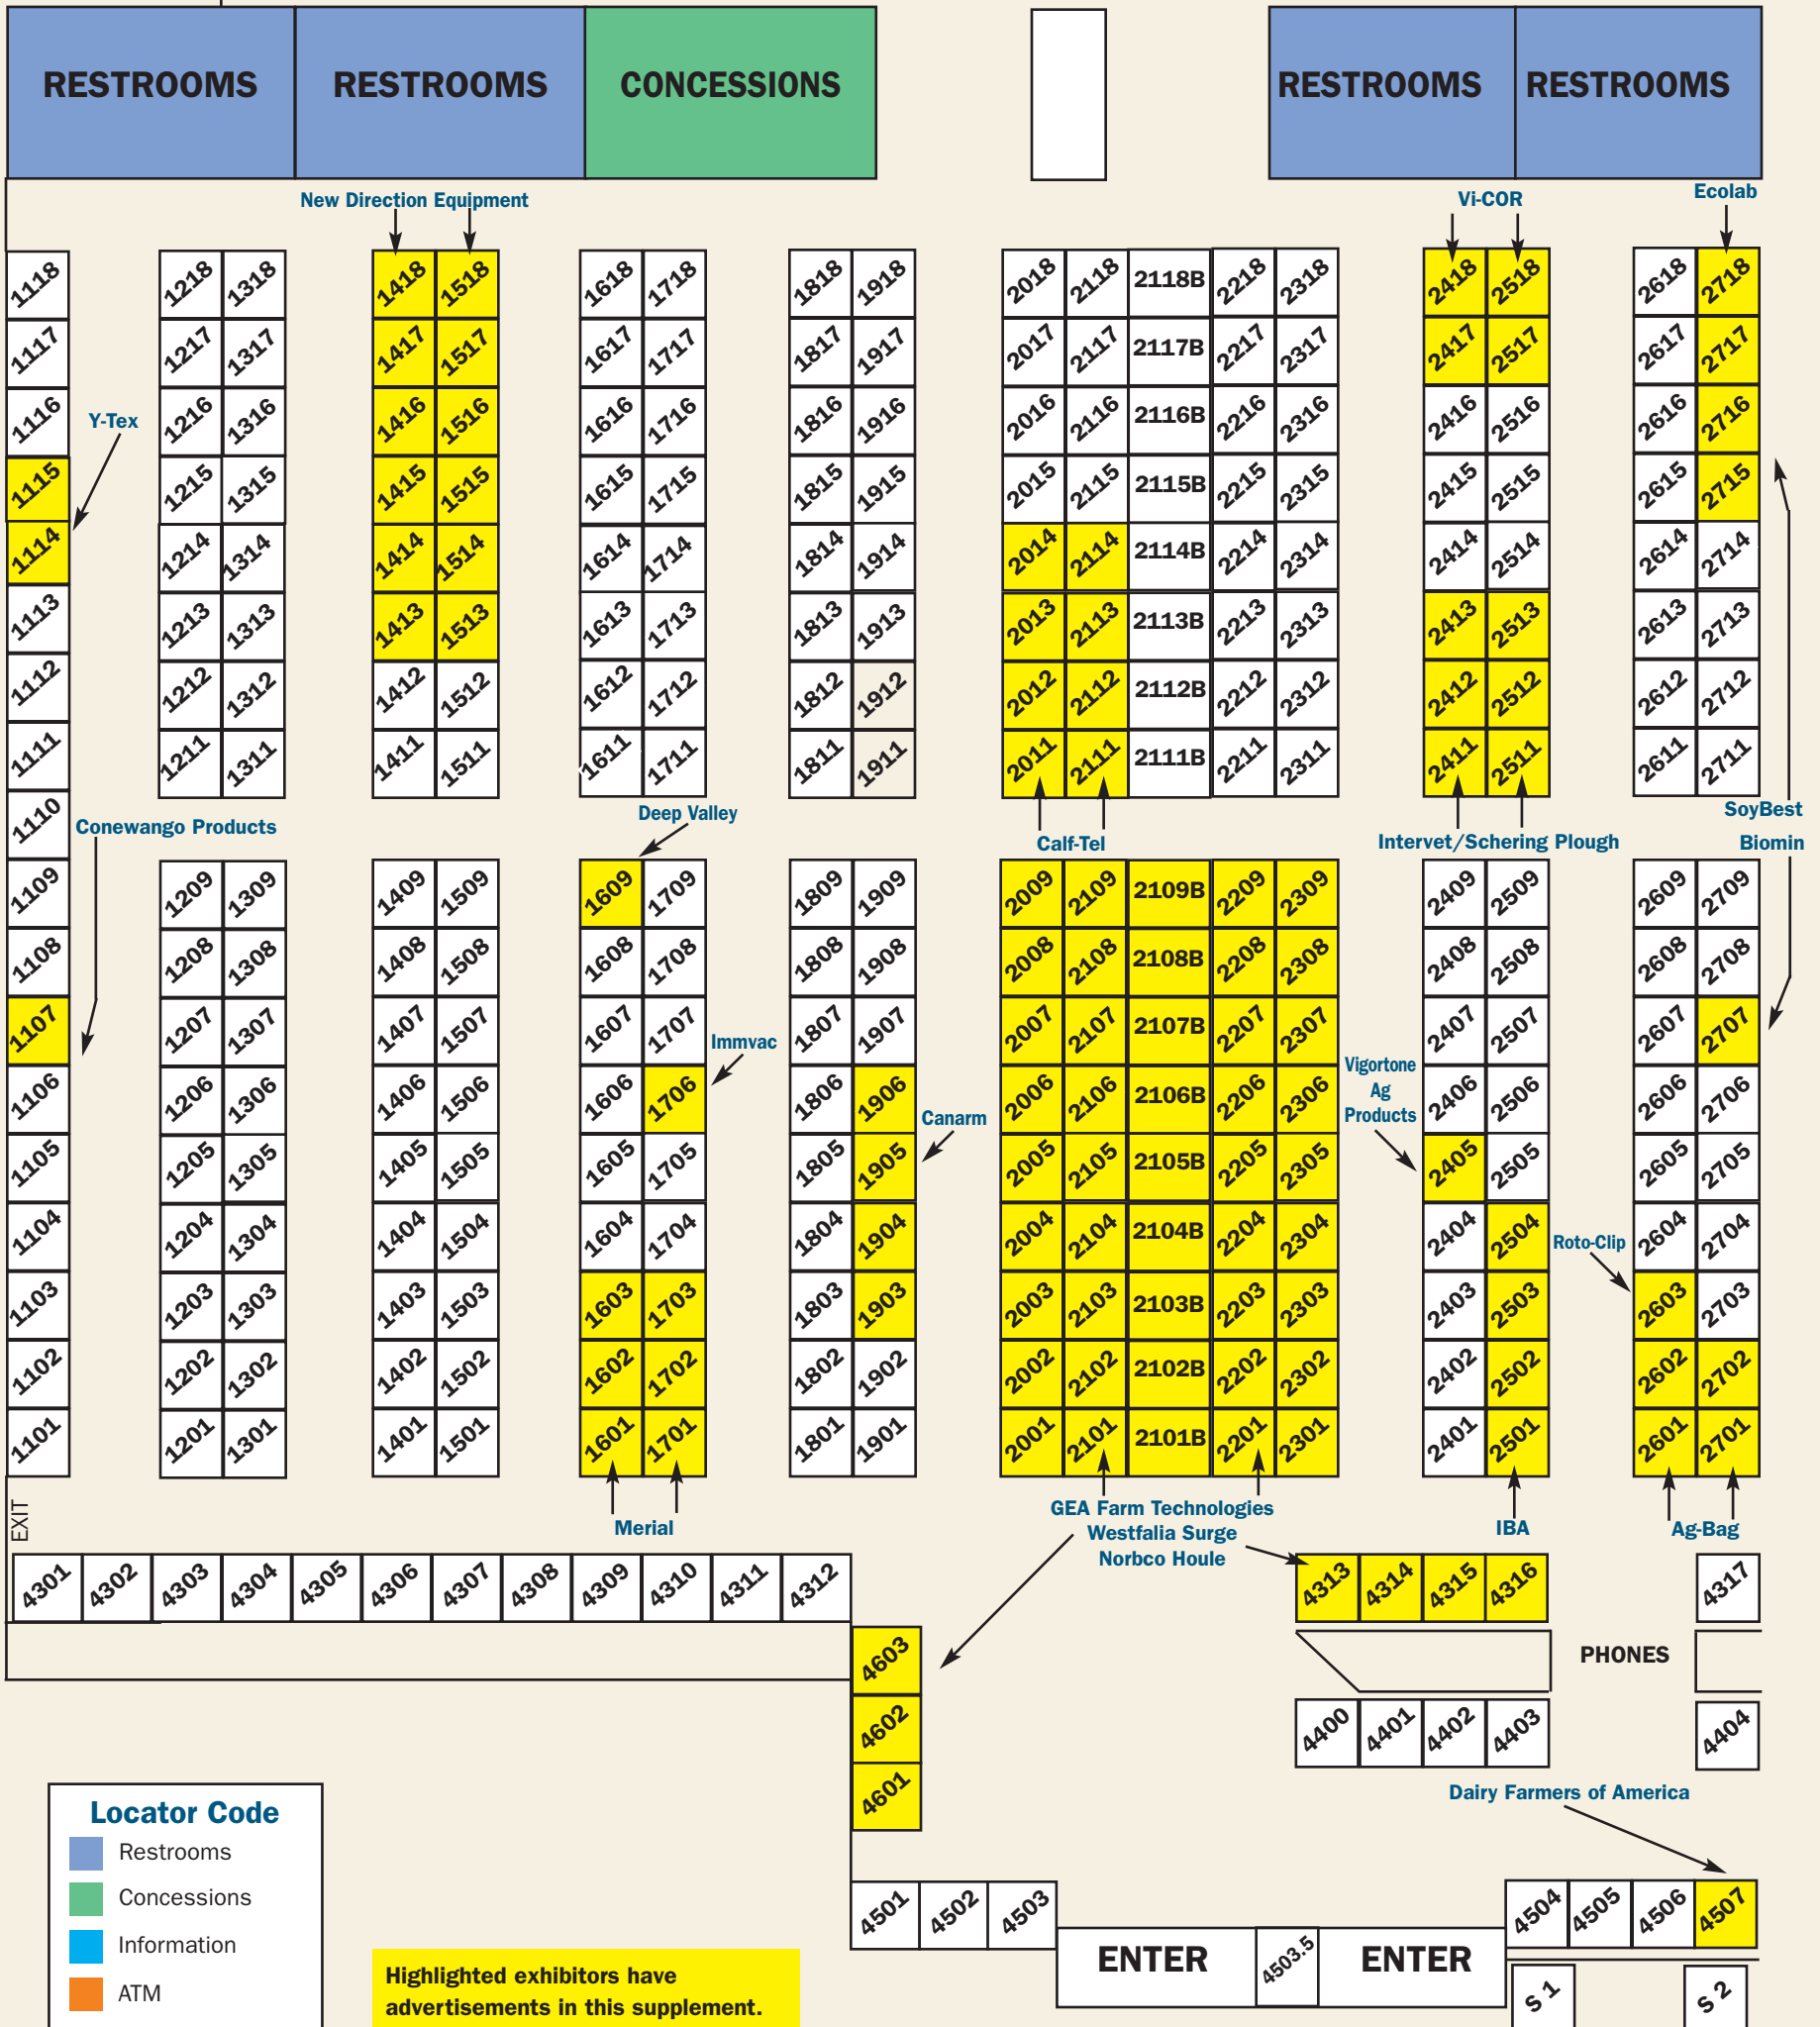 RESTROOMS RESTROOMS CONCESSIONS RESTROOMS RESTROOMS
New Direction Equipment Vi-COR Ecolab
1118 1218 1318 1418 1518 1618 1718 1818 1918 2018 2118 2118B 2218 2318 2418 2518 2618 2718
1117 1217 1317 1417 1517 1617 1717 1817 1917 2017 2117 2117B 2217 2317 2417 2517 2617 2717
1116 1216 1316 1416 1516 1616 1716 1816 1916 2016 2116 2116B 2216 2316 2416 2516 2616 2716
Y-Tex
1115 1215 1315 1415 1515 1615 1715 1815 1915 2015 2115 2115B 2215 2315 2415 2515 2615 2715
1114 1214 1314 1414 1514 1614 1714 1814 1914 2014 2114 2114B 2214 2314 2414 2514 2614 2714
1113 1213 1313 1413 1513 1613 1713 1813 1913 2013 2113 2113B 2213 2313 2413 2513 2613 2713
1112 1212 1312 1412 1512 1612 1712 1812 1912 2012 2112 2112B 2212 2312 2412 2512 2612 2712
1111 1211 1311 1411 1511 1611 1711 1811 1911 2011 2111 2111B 2211 2311 2411 2511 2611 2711
1110
Conewango Products Deep Valley Calf-Tel Intervet/Schering Plough SoyBest
Biomin
1109 1209 1309 1409 1509 1609 1709 1809 1909 2009 2109 2109B 2209 2309 2409 2509 2609 2709
1108 1208 1308 1408 1508 1608 1708 1808 1908 2008 2108 2108B 2208 2308 2408 2508 2608 2708
1107 1207 1307 1407 1507 1607 1707 1807 1907 2007 2107 2107B 2207 2307 2407 2507 2607 2707
Immvac
Vigortone
Ag
Products
1106 1206 1306 1406 1506 1606 1706 1806 1906 2006 2106 2106B 2206 2306 2406 2506 2606 2706
Canarm
1105 1205 1305 1405 1505 1605 1705 1805 1905 2005 2105 2105B 2205 2305 2405 2505 2605 2705
1104 1204 1304 1404 1504 1604 1704 1804 1904 2004 2104 2104B 2204 2304 2404 2504 2604 2704
Roto-Clip
1103 1203 1303 1403 1503 1603 1703 1803 1903 2003 2103 2103B 2203 2303 2403 2503 2603 2703
1102 1202 1302 1402 1502 1602 1702 1802 1902 2002 2102 2102B 2202 2302 2402 2502 2602 2702
1101 1201 1301 1401 1501 1601 1701 1801 1901 2001 2101 2101B 2201 2301 2401 2501 2601 2701
EXIT
Merial
GEA Farm Technologies
Westfalia Surge
Norbco Houle
IBA
Ag-Bag
4301 4302 4303 4304 4305 4306 4307 4308 4309 4310 4311 4312 4313 4314 4315 4316 4317
4603
PHONES
4602
4400 4401 4402 4403 4404
4601
Dairy Farmers of America
Locator Code
Restrooms
Concessions
Information
ATM
4501 4502 4503 4504 4505 4506 4507
ENTER 4503.5 ENTER
Highlighted exhibitors have
advertisements in this supplement.
S 1 S 2